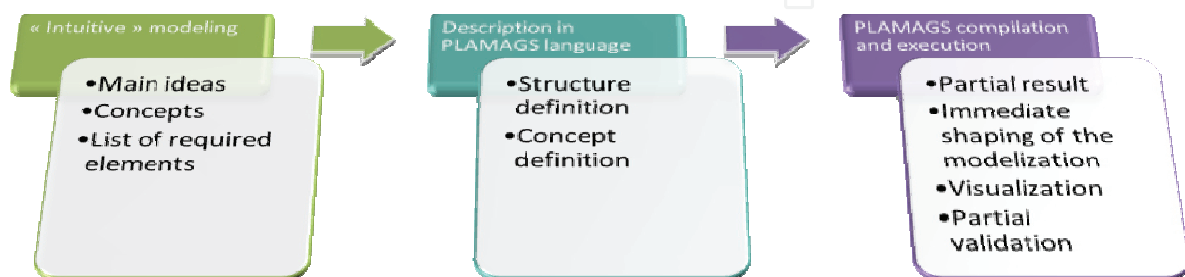 « Intuitive » modeling
•Main ideas
•Concepts
•List of required
elements
Description in
PLAMAGS language
•Structure
definition
•Concept
definition
PLAMAGS compilation
and execution
•Partial result
•Immediate
shaping of the
modelization
•Visualization
•Partial
validation